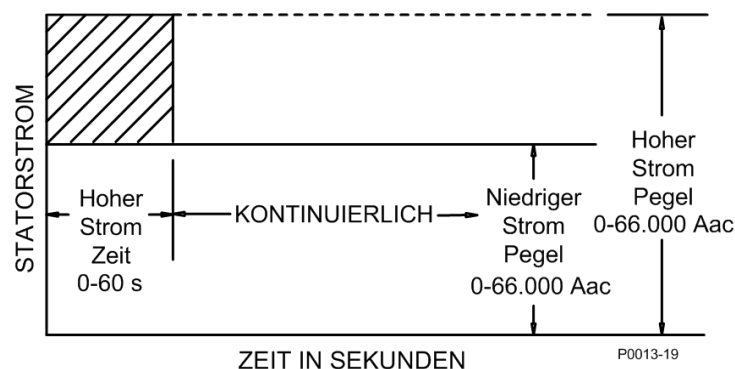 STATORSTROM
Hoher
Strom
Zeit
0-60 s
KONTINUIERLICH
Niedriger
Strom
Pegel
0-66.000 Aac
Hoher
Strom
Pegel
0-66.000 Aac
ZEIT IN SEKUNDEN
P0013-19